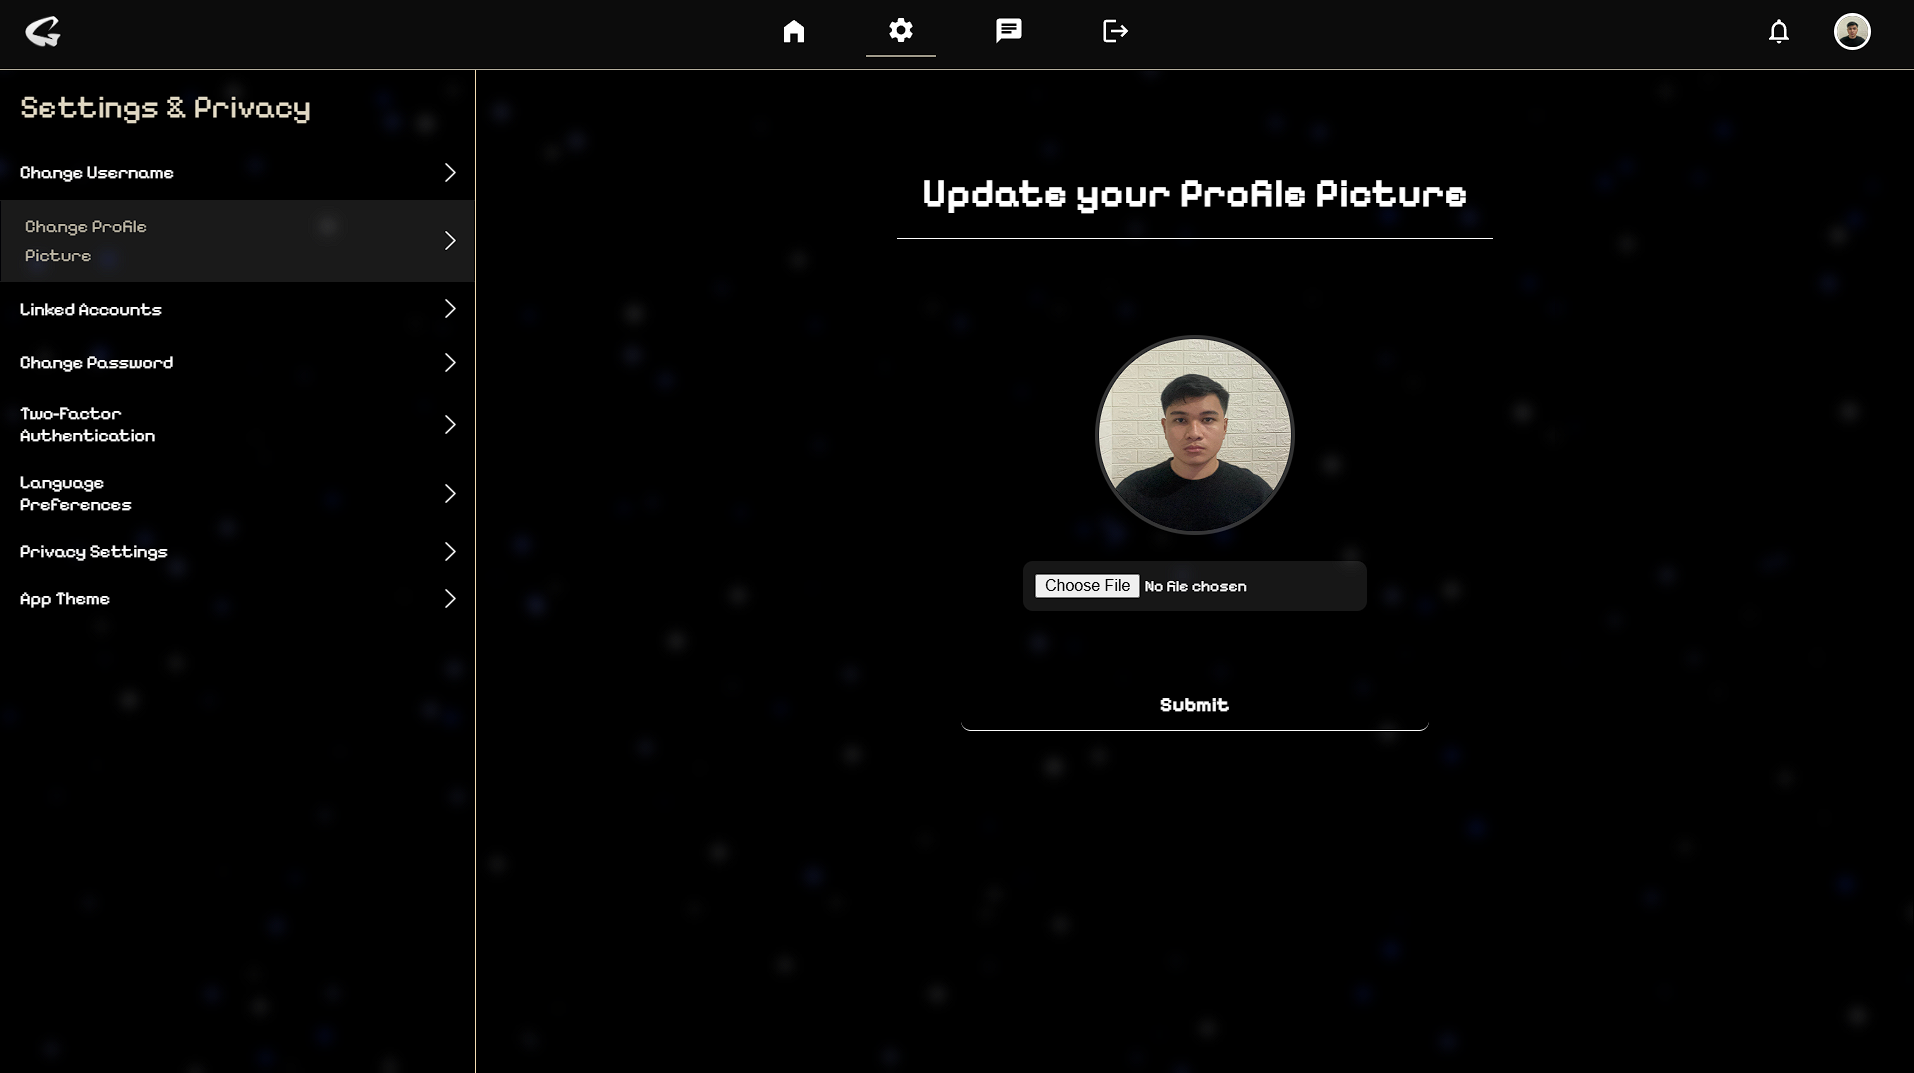 Settings & Privacy
Change Username
Change Profile
Picture
Linked Accounts
Change Password
Two-Factor
Authentication
Language
Preferences
Privacy Settings
App Theme
Update your Profile Picture
Choose File No file chosen
Submit